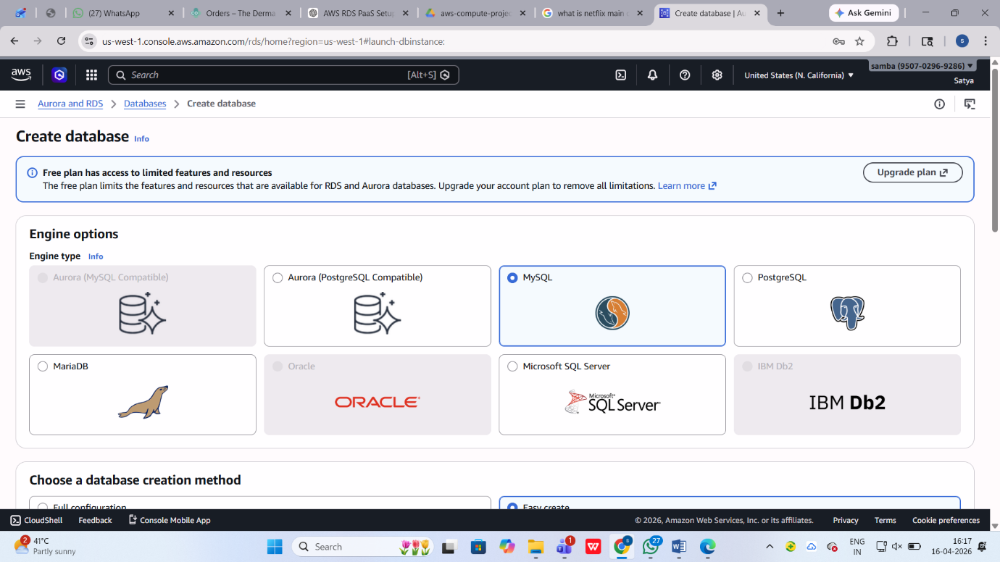 (27) WhatsApp
Orders – The Derma
AWS RDS PaaS Setu
aws-compute-projec
what is netflix main c
Create database | Au
Ask Gemini
us-west-1.console.aws.amazon.com/rds/home?region=us-west-1#launch-dbinstance:
S
aws
Search
[Alt+S]
United States (N. California)
samba (9507-0296-9286)
Satya
Aurora and RDS
Databases
Create database
Create database Info
Free plan has access to limited features and resources
The free plan limits the features and resources that are available for RDS and Aurora databases. Upgrade your account plan to remove all limitations. Learn more
Upgrade plan
Engine options
Engine type Info
Aurora (MySQL Compatible)
Aurora (PostgreSQL Compatible)
MySQL
PostgreSQL
MariaDB
Oracle
ORACLE
Microsoft SQL Server
Microsoft SQL Server
IBM Db2
IBM Db2
Choose a database creation method
Full configuration
Easy create
CloudShell
Feedback
Console Mobile App
© 2026, Amazon Web Services, Inc. or its affiliates.
Privacy
Terms
Cookie preferences
2
41°C
Partly sunny
Search
1
27
ENG
IN
16:17
16-04-2026